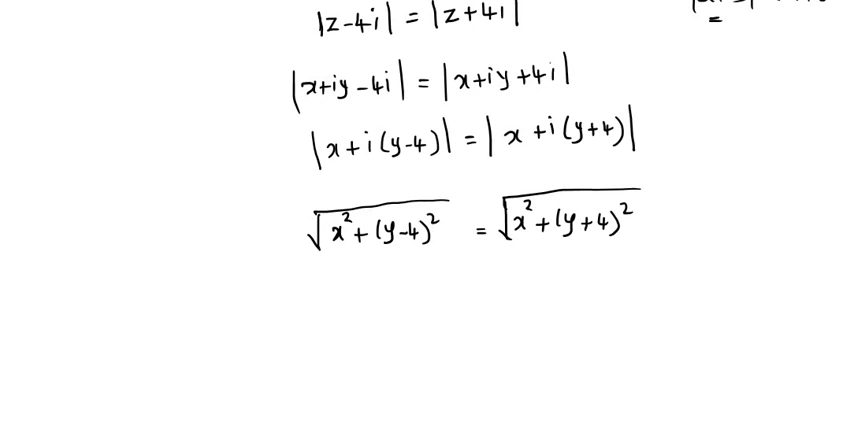 |z-4i| = |z+4i|
|x+iy-4i| = |x+iy+4i|
|x+i(y-4)| = |x+i(y+4)|
√(x²+(y-4)²) = √(x²+(y+4)²)